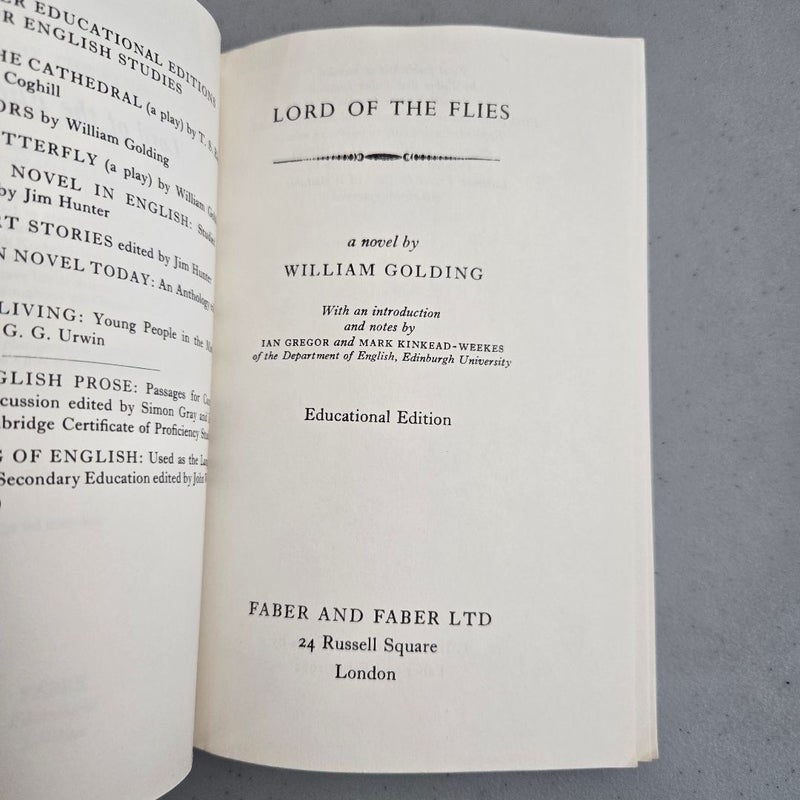 ER EDUCATIONAL EDITIONS
R ENGLISH STUDIES
HE CATHEDRAL (a play) by T. S.
Coghill
ORS by William Golding
TTERFLY (a play) by William
NOVEL IN ENGLISH:
by Jim Hunter
RT STORIES edited by Jim Hunter
N NOVEL TODAY: An Anthology
LIVING: Young People in the
G. G. Urwin
GLISH PROSE: Passages for
cussion edited by Simon Gray and
bridge Certificate of Proficiency
G OF ENGLISH: Used as the
Secondary Education edited by John
)
LORD OF THE FLIES
a novel by
WILLIAM GOLDING
With an introduction
and notes by
IAN GREGOR and MARK KINKEAD-WEEKES
of the Department of English, Edinburgh University
Educational Edition
FABER AND FABER LTD
24 Russell Square
London